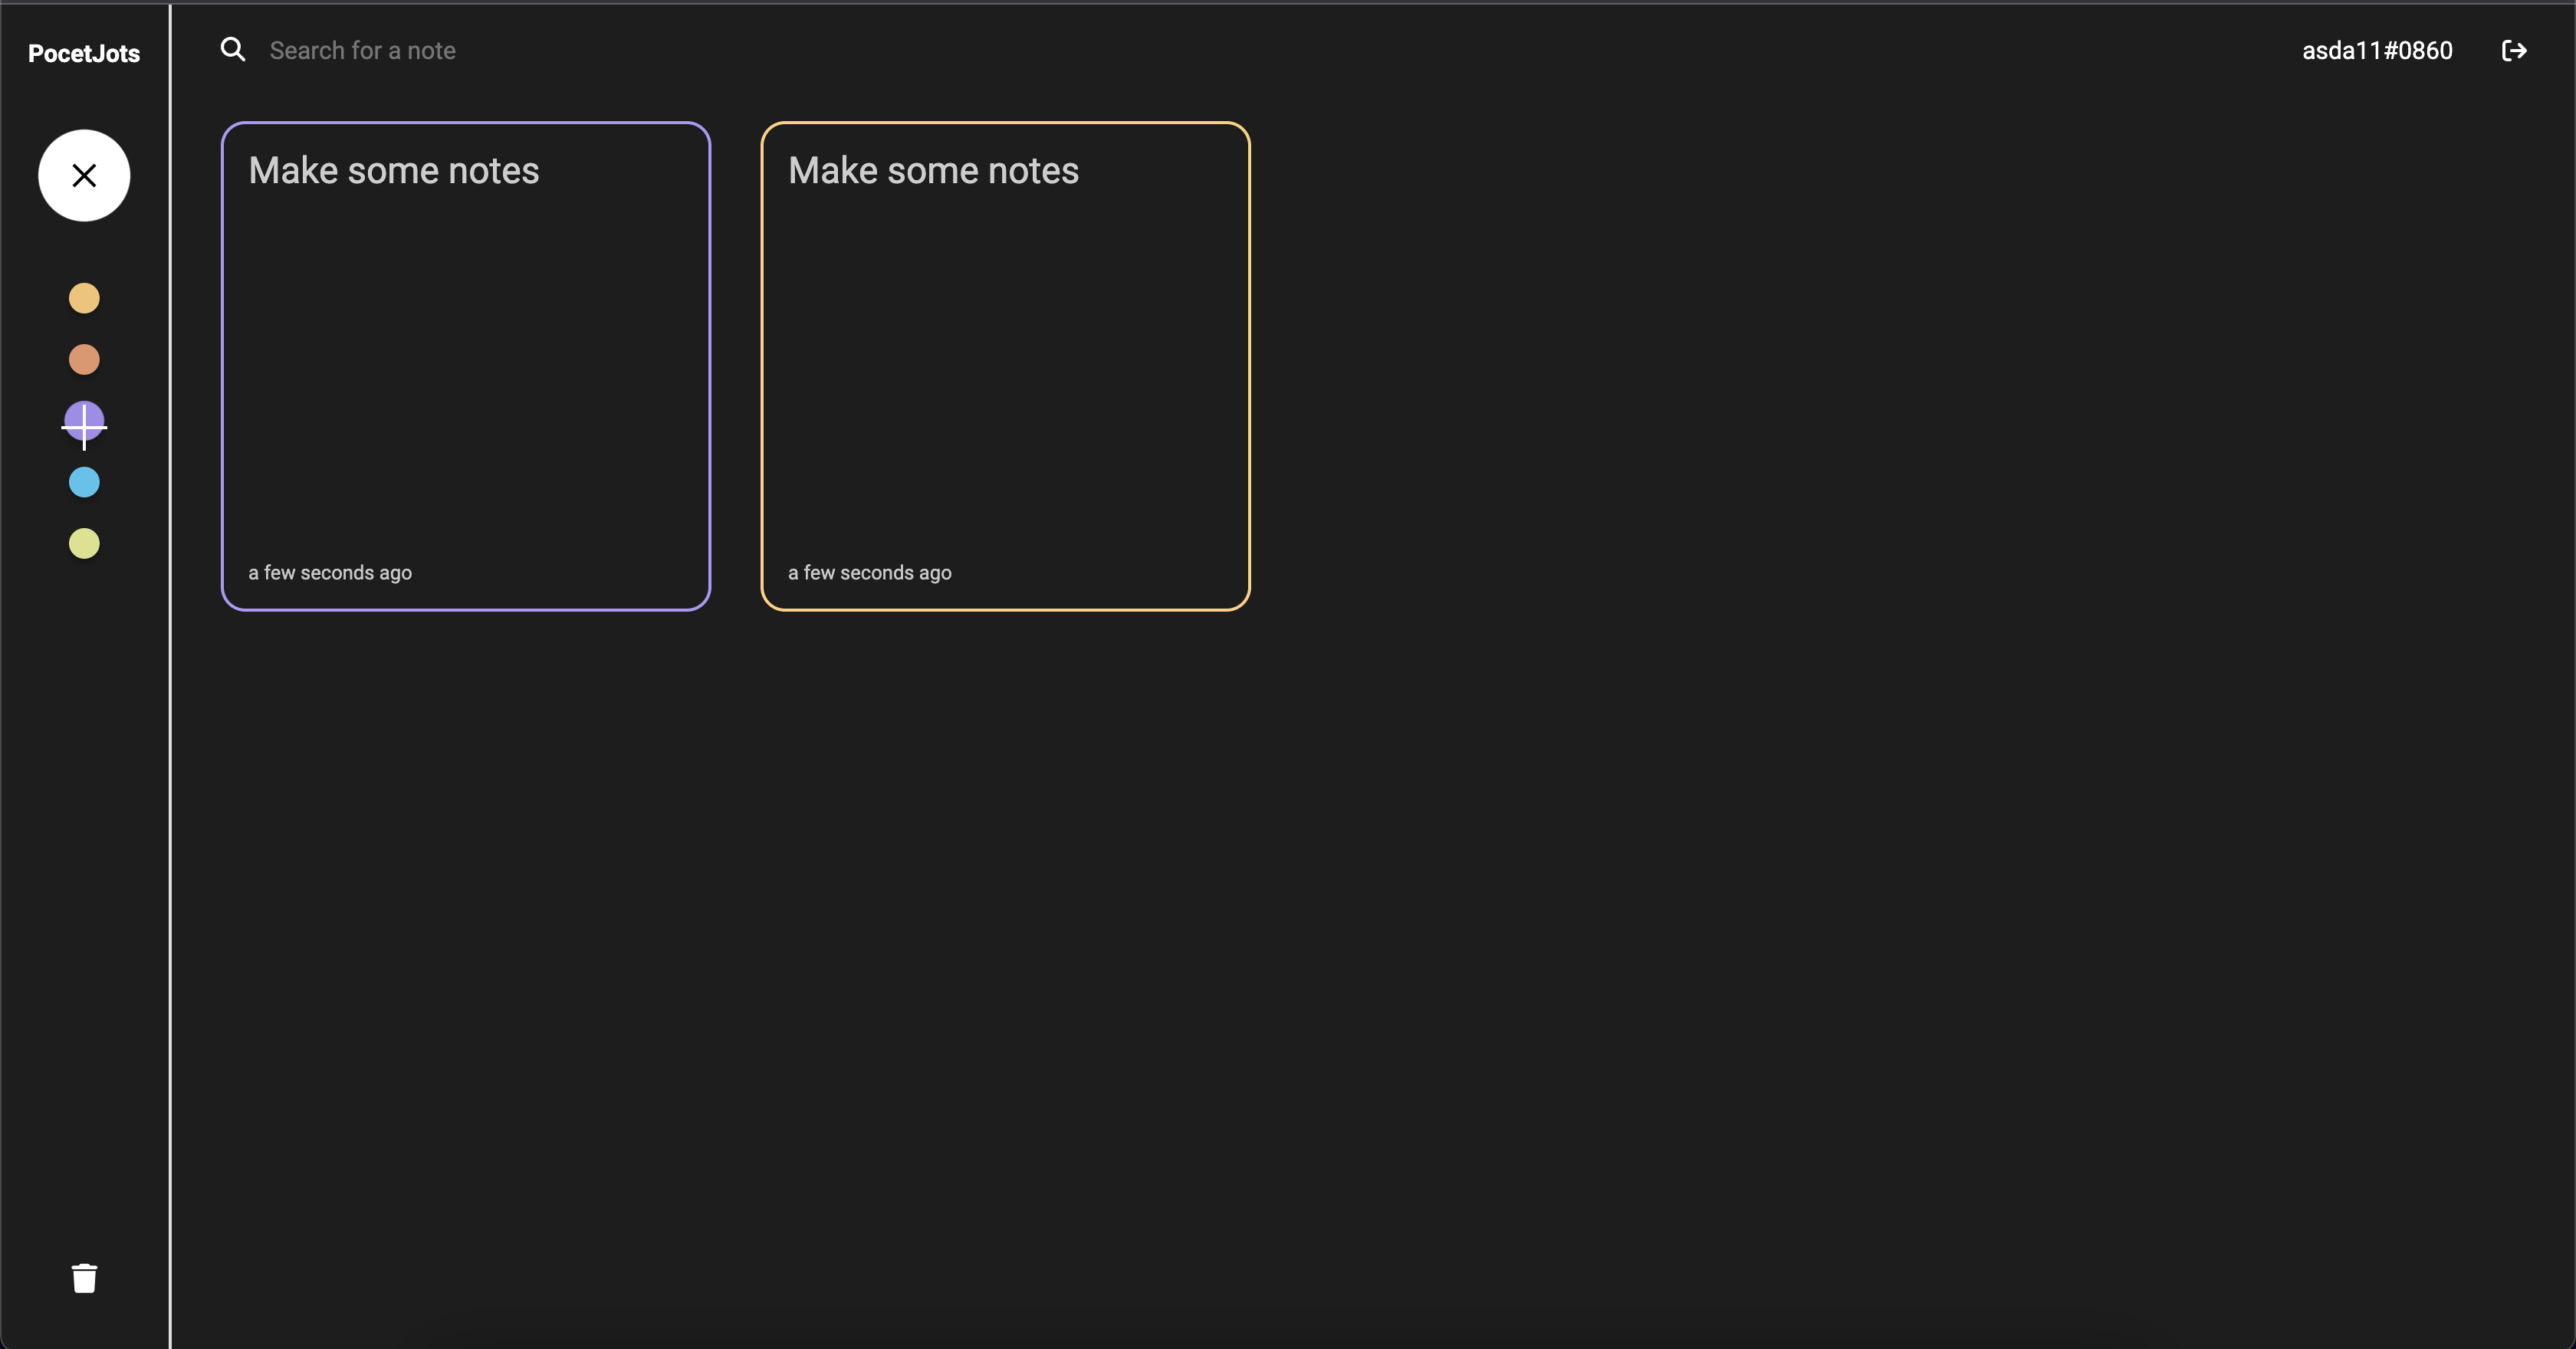 PocetJots
Search for a note
asda11#0860
Make some notes
Make some notes
a few seconds ago
a few seconds ago